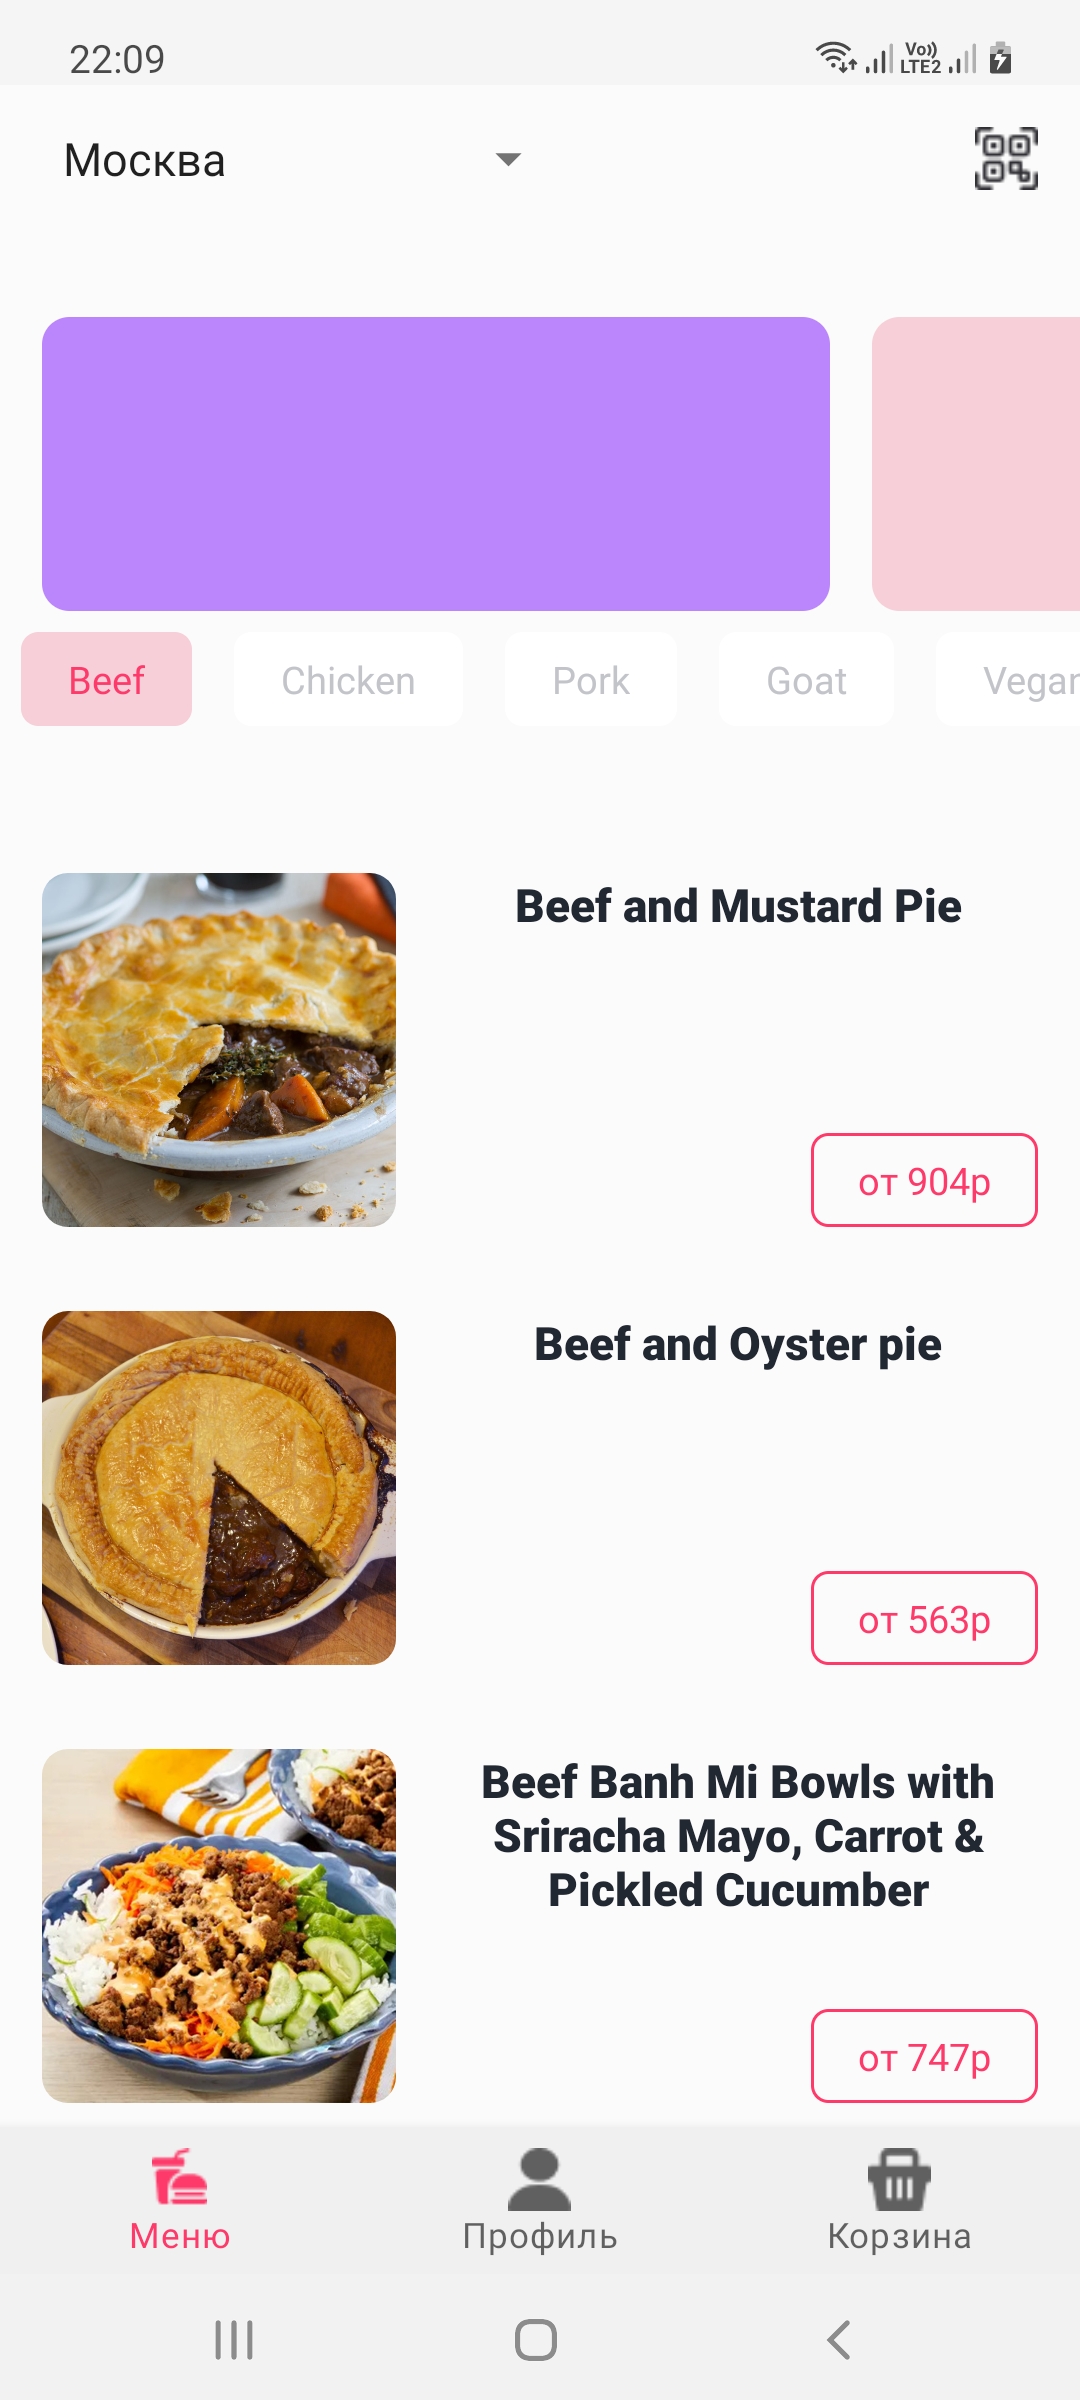 22:09
Vo))
LTE2
Москва
Beef
Chicken
Pork
Goat
Vegan
Beef and Mustard Pie
от 904р
Beef and Oyster pie
от 563р
Beef Banh Mi Bowls with
Sriracha Mayo, Carrot &
Pickled Cucumber
от 747р
Меню
Профиль
Корзина